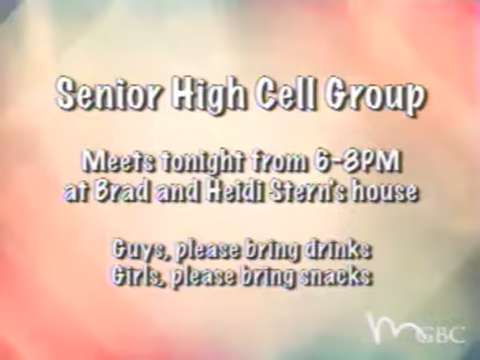 Senior High Cell Group
Meets tonight from 6-8PM
at Brad and Heidi Stern's house
Guys, please bring drinks
Girls, please bring snacks
GBC